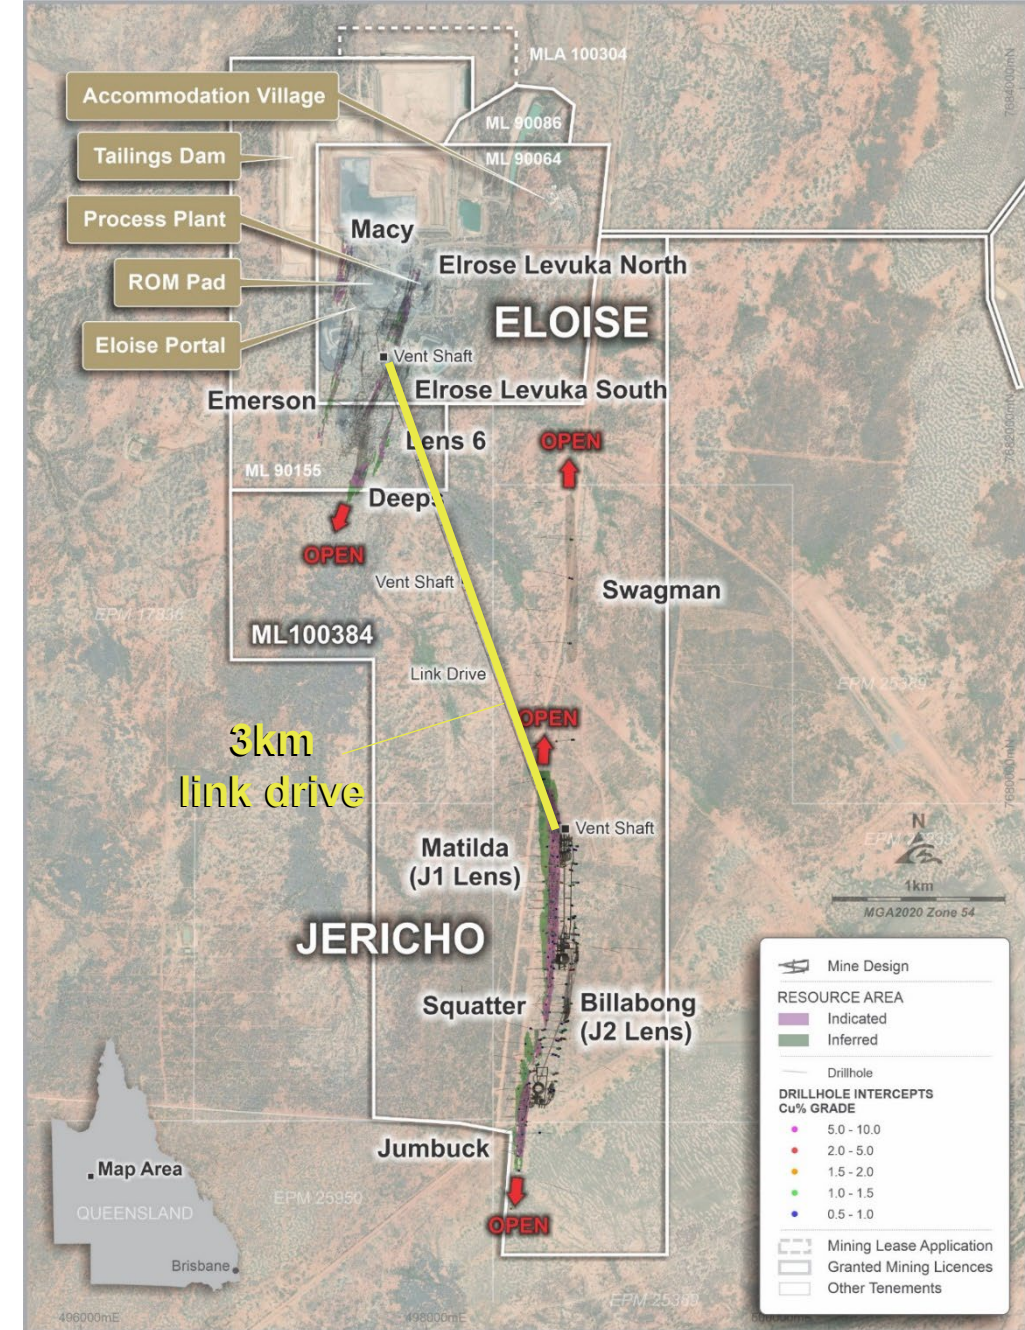 MLA 100304
7684000mN
Accommodation Village
ML 90086
Tailings Dam
ML 90064
Process Plant
Macy
Elrose Levuka North
ROM Pad
ELOISE
Eloise Portal
Vent Shaft
Elrose Levuka South
Emerson
Lens 6
OPEN
ML 90155
Deeps
OPEN
Vent Shaft
Swagman
EPM 17838
ML100384
Link Drive
OPEN
3km
link drive
7680000mN
Vent Shaft
N
Matilda
(J1 Lens)
1km
MGA2020 Zone 54
JERICHO
Squatter
Billabong
(J2 Lens)
Jumbuck
OPEN
EPM 25950
Map Area
QUEENSLAND
Brisbane
496000mE
498000mE
EPM 25389
Mine Design
RESOURCE AREA
Indicated
Inferred
Drillhole
DRILLHOLE INTERCEPTS
Cu% GRADE
5.0 - 10.0
2.0 - 5.0
1.5 - 2.0
1.0 - 1.5
0.5 - 1.0
Mining Lease Application
Granted Mining Licences
Other Tenements